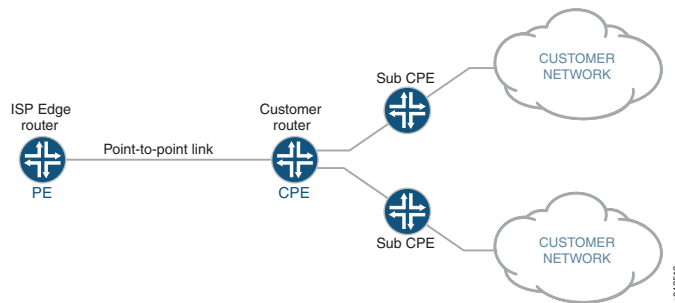 ISP Edge
router
PE
Point-to-point link
Customer
router
CPE
Sub CPE
CUSTOMER
NETWORK
Sub CPE
CUSTOMER
NETWORK